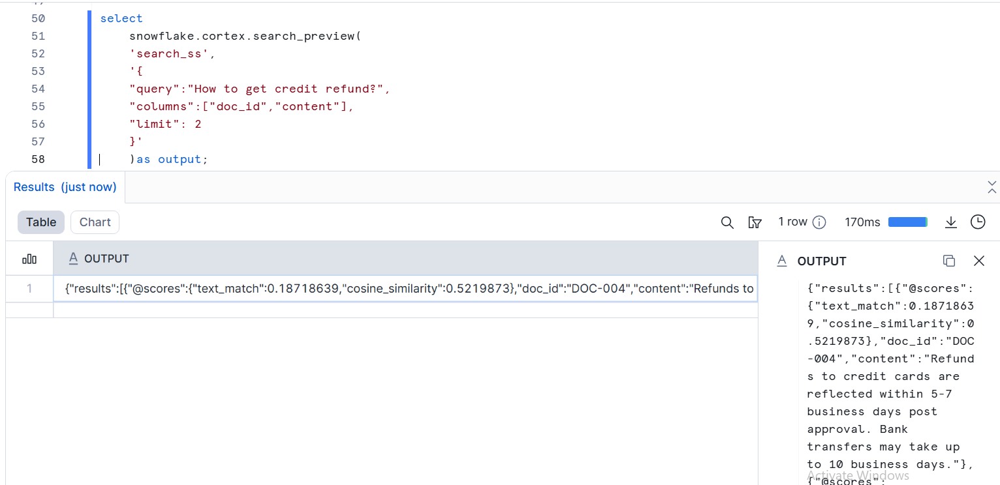 50 select
51 snowflake.cortex.search_preview(
52 'search_ss',
53 '{
54 "query":"How to get credit refund?",
55 "columns":["doc_id","content"],
56 "limit": 2
57 }'
58 )as output;
Results (just now)
Table Chart 1 row 170ms
A OUTPUT
1 {"results":[{"@scores":{"text_match":0.18718639,"cosine_similarity":0.5219873},"doc_id":"DOC-004","content":"Refunds to
A OUTPUT
{"results":[{"@scores":
{"text_match":0.1871863
9,"cosine_similarity":0
.5219873},"doc_id":"DOC
-004","content":"Refund
s to credit cards are
reflected within 5-7
business days post
approval. Bank
transfers may take up
to 10 business days."},
Activate Windows
{"@scores":